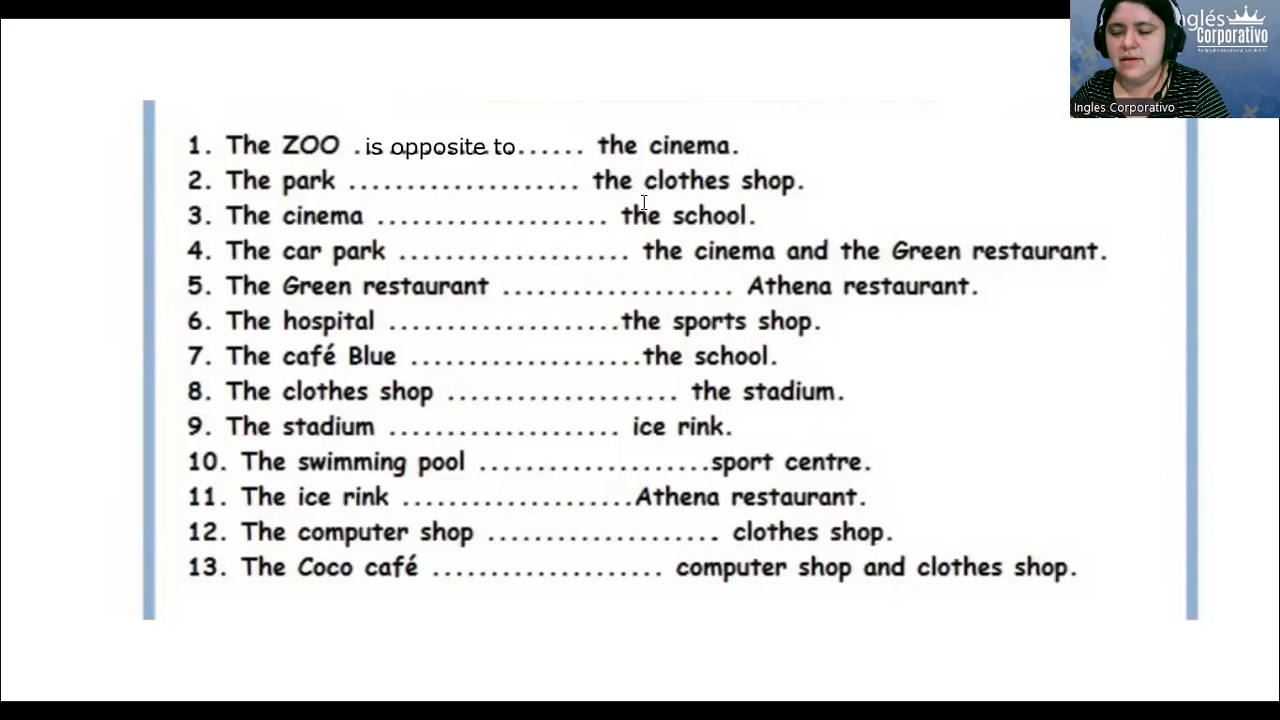 Inglés
Corporativo
Ingles Corporativo
1. The ZOO .is opposite to...... the cinema.
2. The park .................... the clothes shop.
3. The cinema .................... the school.
4. The car park .................... the cinema and the Green restaurant.
5. The Green restaurant .................... Athena restaurant.
6. The hospital ....................the sports shop.
7. The café Blue ....................the school.
8. The clothes shop .................... the stadium.
9. The stadium .................... ice rink.
10. The swimming pool ....................sport centre.
11. The ice rink ....................Athena restaurant.
12. The computer shop .................... clothes shop.
13. The Coco café .................... computer shop and clothes shop.